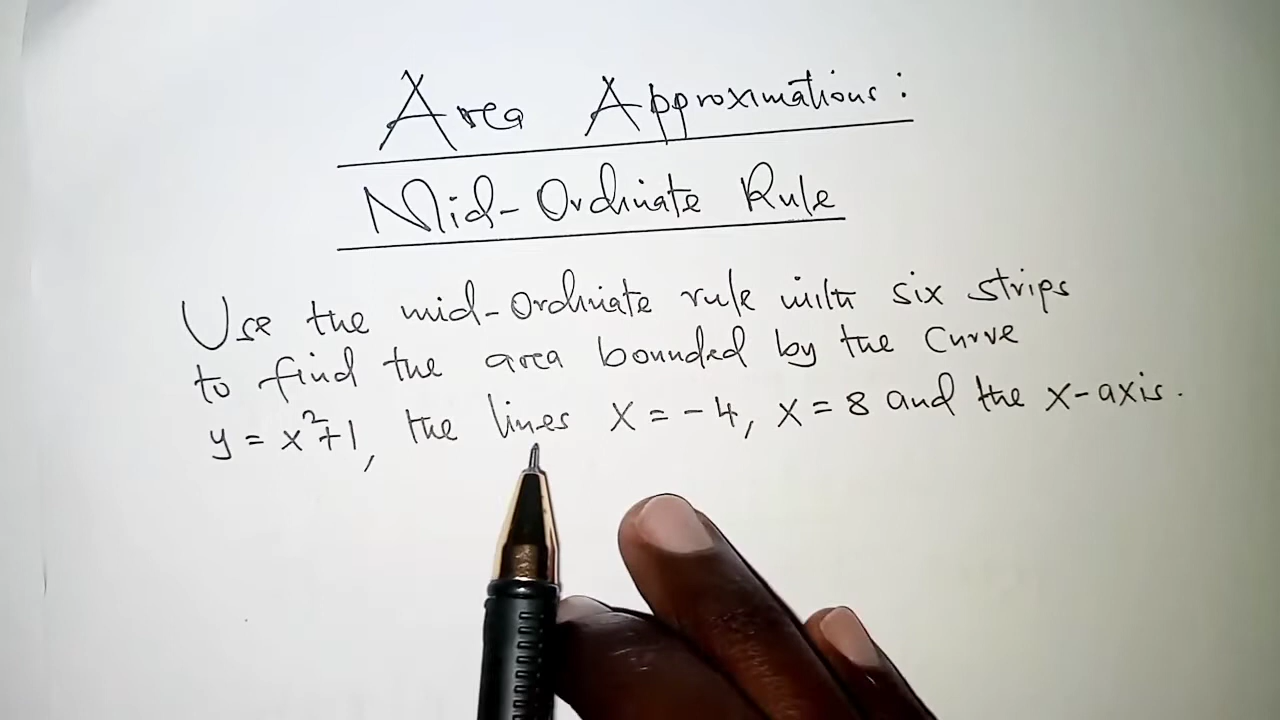 Area Approximations:
Mid-Ordinate Rule
Use the mid-Ordinate rule with six strips
to find the area bounded by the Curve
y = x²+1, the lines x = -4, x = 8 and the x-axis.